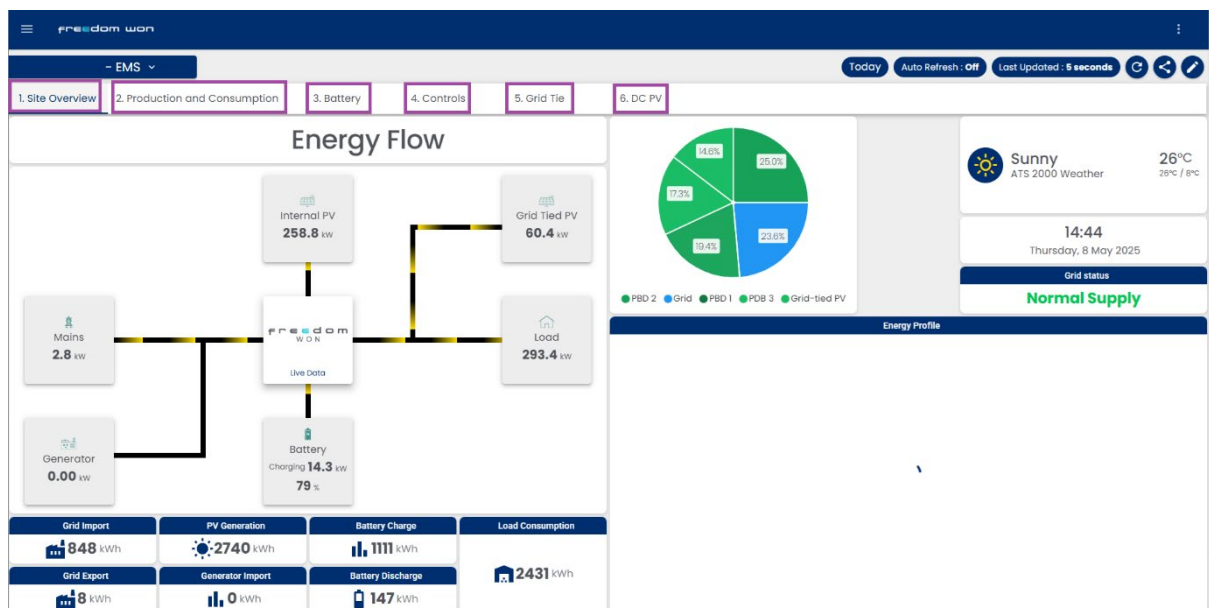 freedom won
- EMS
Today
Auto Refresh : Off
Last Updated : 5 seconds
1. Site Overview
2. Production and Consumption
3. Battery
4. Controls
5. Grid Tie
6. DC PV
Energy Flow
Internal PV
258.8 kW
Grid Tied PV
60.4 kW
Mains
2.8 kW
freedom
WON
Live Data
Load
293.4 kW
Generator
0.00 kW
Battery
Charging 14.3 kW
79 %
Grid Import
848 kWh
PV Generation
2740 kWh
Battery Charge
1111 kWh
Load Consumption
2431 kWh
Grid Export
8 kWh
Generator Import
0 kWh
Battery Discharge
147 kWh
14.6%
25.0%
17.3%
19.4%
23.6%
PBD 2
Grid
PBD 1
PDB 3
Grid-tied PV
Sunny
ATS 2000 Weather
26°C
26°C / 8°C
14:44
Thursday, 8 May 2025
Grid status
Normal Supply
Energy Profile